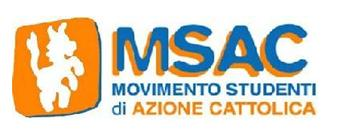 MSAC
MOVIMENTO STUDENTI
di AZIONE CATTOLICA